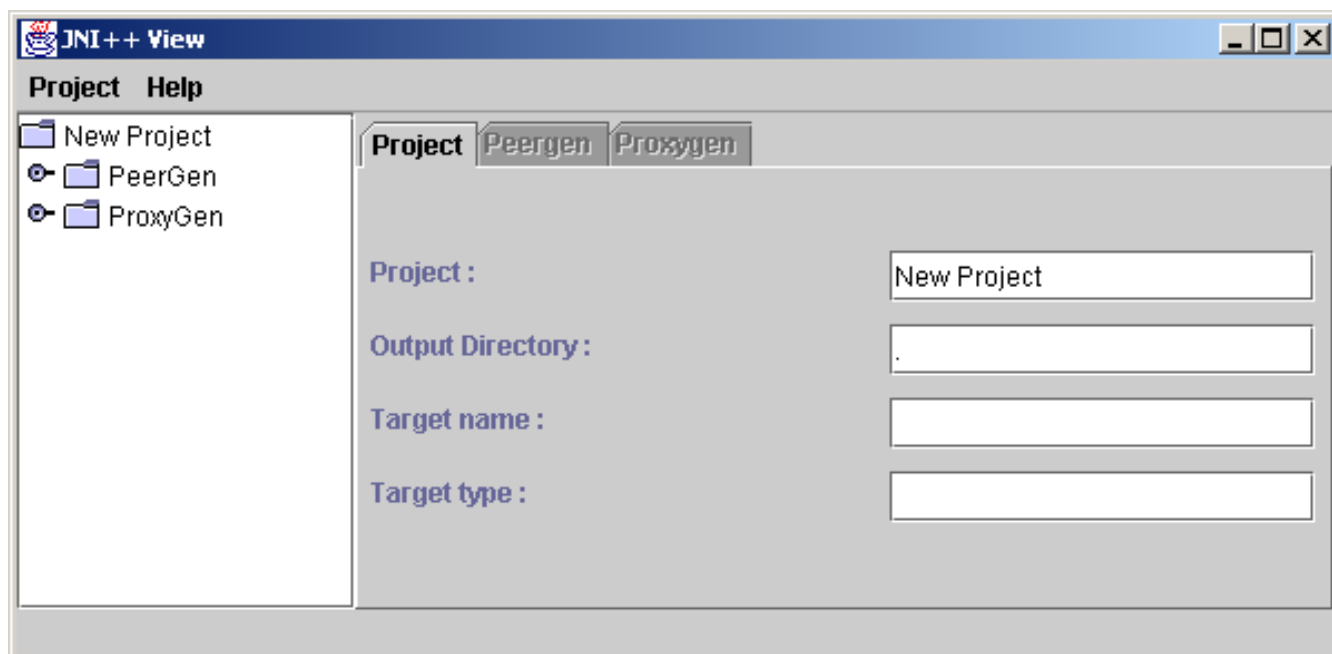 JNI++ View
Project Help
New Project
PeerGen
ProxyGen
Project Peergen Proxygen
Project : New Project
Output Directory : .
Target name :
Target type :